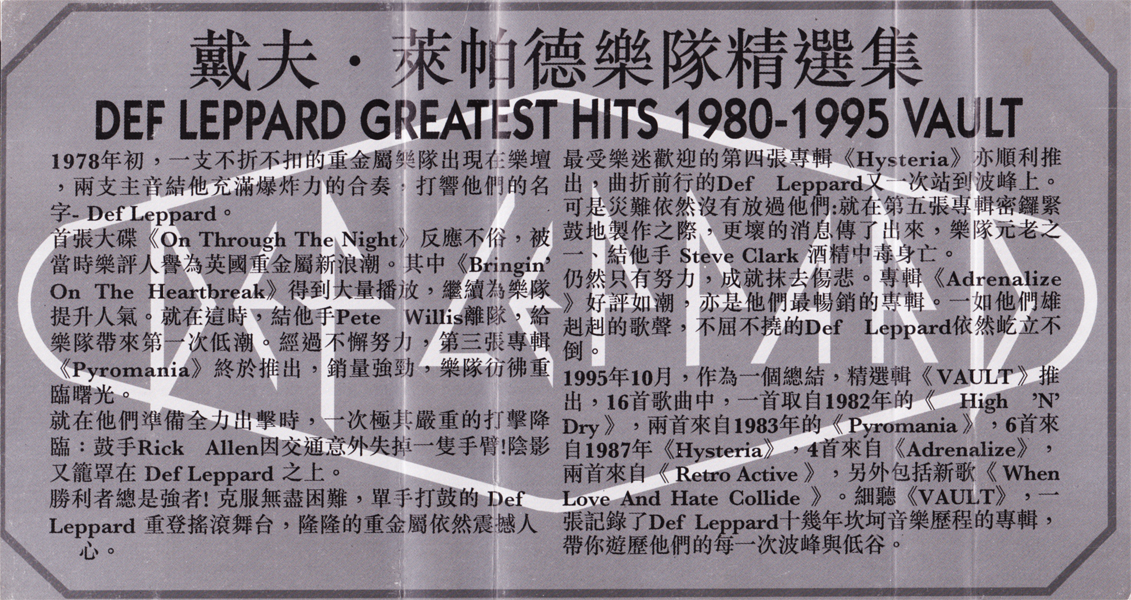 戴夫·萊帕德樂隊精選集
DEF LEPPARD GREATEST HITS 1980-1995 VAULT
1978年初，一支不折不扣的重金屬樂隊出現在樂壇
，兩支主音結他充滿爆炸力的合奏，打響他們的名
字- Def Leppard。
首張大碟《On Through The Night》反應不俗，被
當時樂評人譽為英國重金屬新浪潮。其中《Bringin'
On The Heartbreak》得到大量播放，繼續為樂隊
提升人氣。就在這時，結他手Pete Willis離隊，給
樂隊帶來第一次低潮。經過不懈努力，第三張專輯
《Pyromania》終於推出，銷量強勁，樂隊彷彿重
臨曙光。
就在他們準備全力出擊時，一次極其嚴重的打擊降
臨：鼓手Rick Allen因交通意外失掉一隻手臂!陰影
又籠罩在 Def Leppard 之上。
勝利者總是強者! 克服無盡困難，單手打鼓的 Def
Leppard 重登搖滾舞台，隆隆的重金屬依然震撼人
心。
最受樂迷歡迎的第四張專輯《Hysteria》亦順利推
出，曲折前行的Def Leppard又一次站到波峰上。
可是災難依然沒有放過他們:就在第五張專輯密鑼緊
鼓地製作之際，更壞的消息傳了出來，樂隊元老之
一、結他手 Steve Clark 酒精中毒身亡。
仍然只有努力，成就抹去傷悲。專輯《Adrenalize
》好評如潮，亦是他們最暢銷的專輯。一如他們雄
赳赳的歌聲，不屈不撓的Def Leppard依然屹立不
倒。
1995年10月，作為一個總結，精選輯《VAULT》推
出，16首歌曲中，一首取自1982年的《 High 'N'
Dry》，兩首來自1983年的《Pyromania 》，6首來
自1987年《Hysteria》，4首來自《Adrenalize》，
兩首來自《 Retro Active 》，另外包括新歌《 When
Love And Hate Collide 》。細聽《VAULT》，一
張記錄了Def Leppard十幾年坎坷音樂歷程的專輯，
帶你遊歷他們的每一次波峰與低谷。
DEF LEPPARD